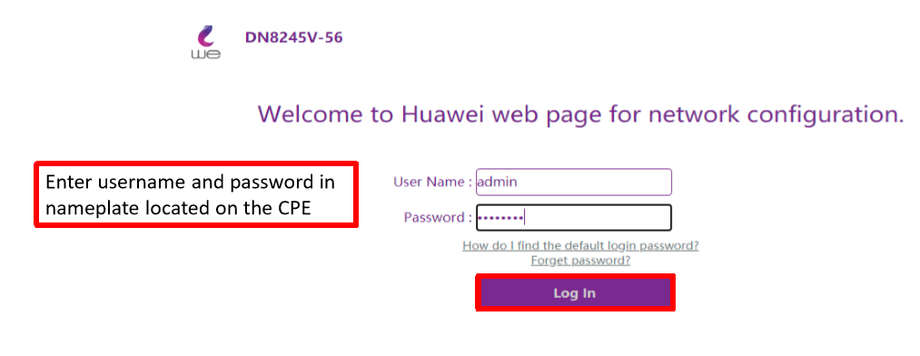 we
DN8245V-56
Welcome to Huawei web page for network configuration.
Enter username and password in
nameplate located on the CPE
User Name : admin
Password : ••••••••
How do I find the default login password?
Forget password?
Log In